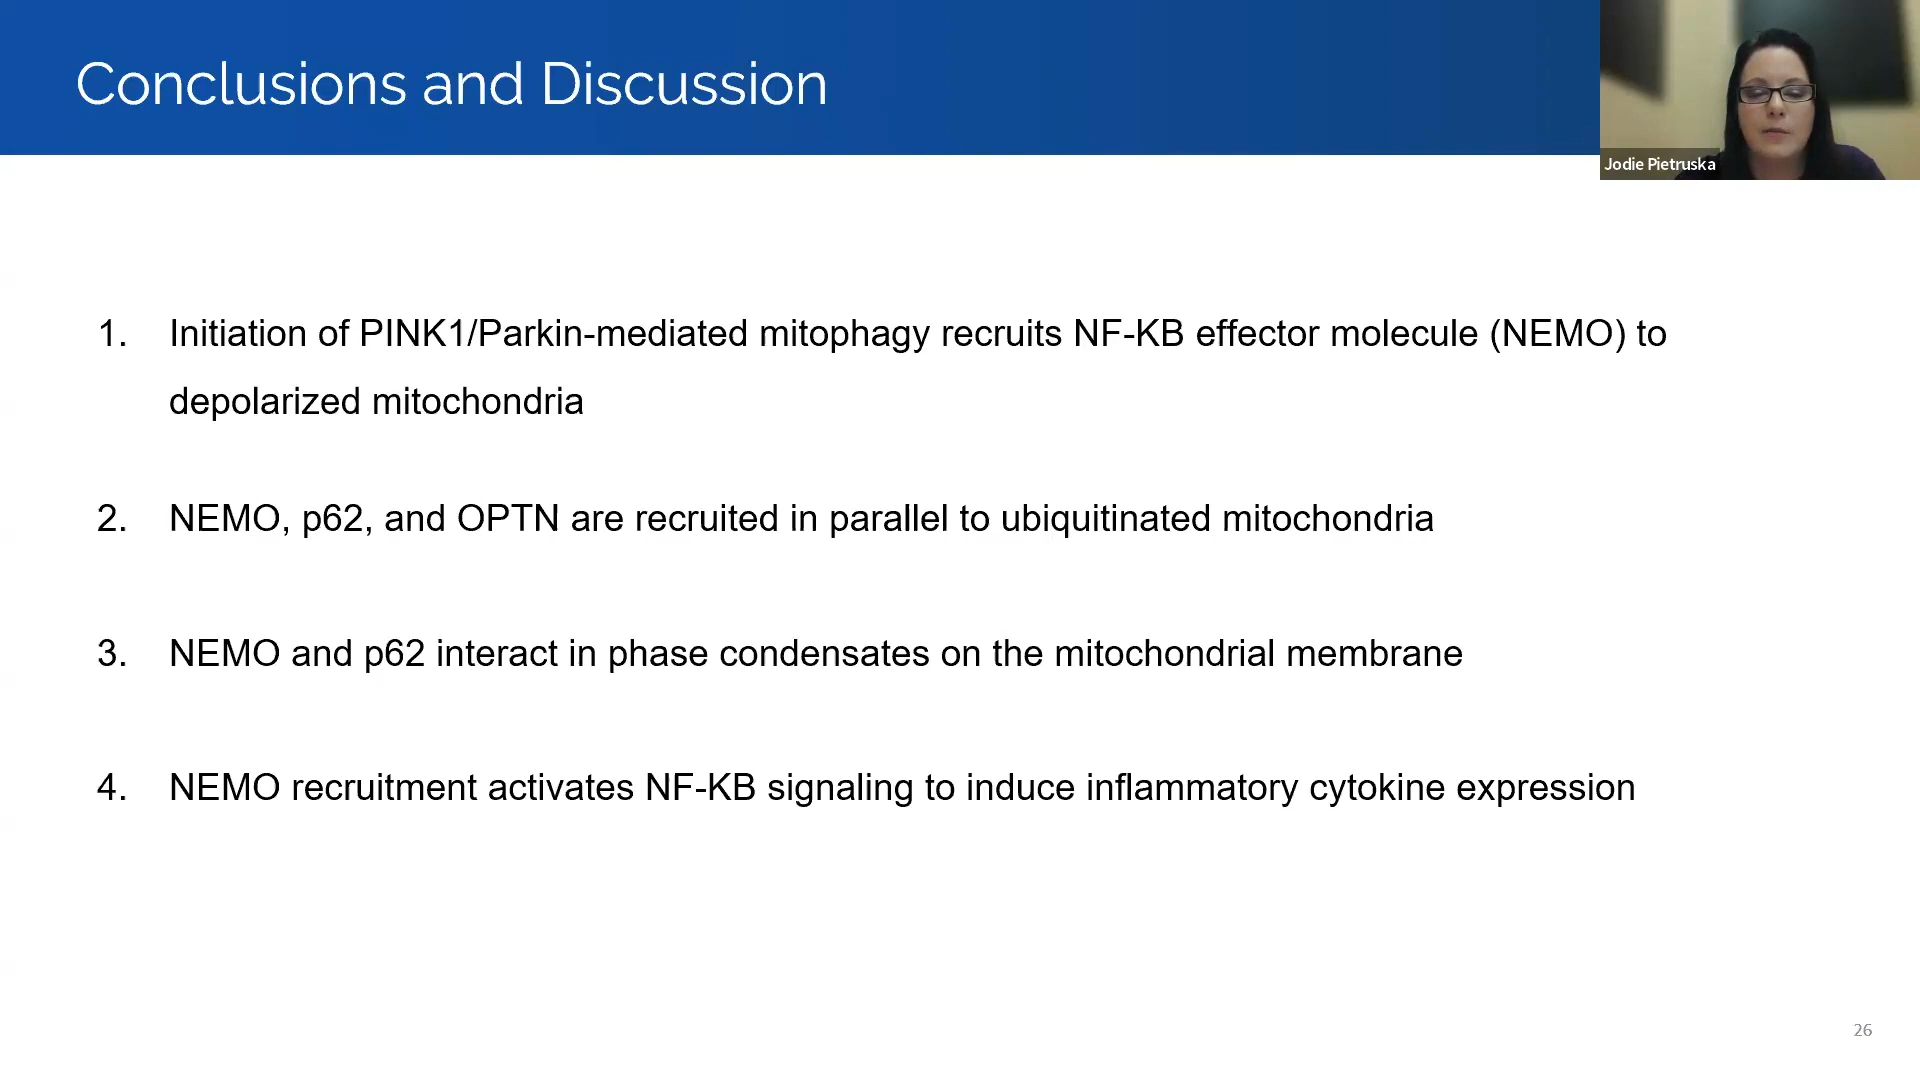 Conclusions and Discussion
Jodie Pietruska
1. Initiation of PINK1/Parkin-mediated mitophagy recruits NF-KB effector molecule (NEMO) to
depolarized mitochondria
2. NEMO, p62, and OPTN are recruited in parallel to ubiquitinated mitochondria
3. NEMO and p62 interact in phase condensates on the mitochondrial membrane
4. NEMO recruitment activates NF-KB signaling to induce inflammatory cytokine expression
26